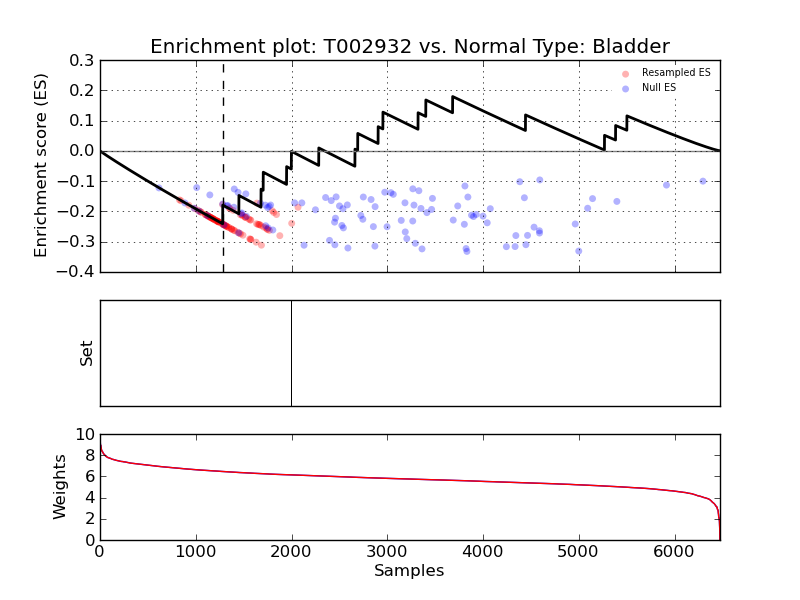 Enrichment plot: T002932 vs. Normal Type: Bladder
Enrichment score (ES)
0.3
0.2
0.1
0.0
−0.1
−0.2
−0.3
−0.4
Resampled ES
Null ES
Set
Weights
10
8
6
4
2
0
0 1000 2000 3000 4000 5000 6000
Samples